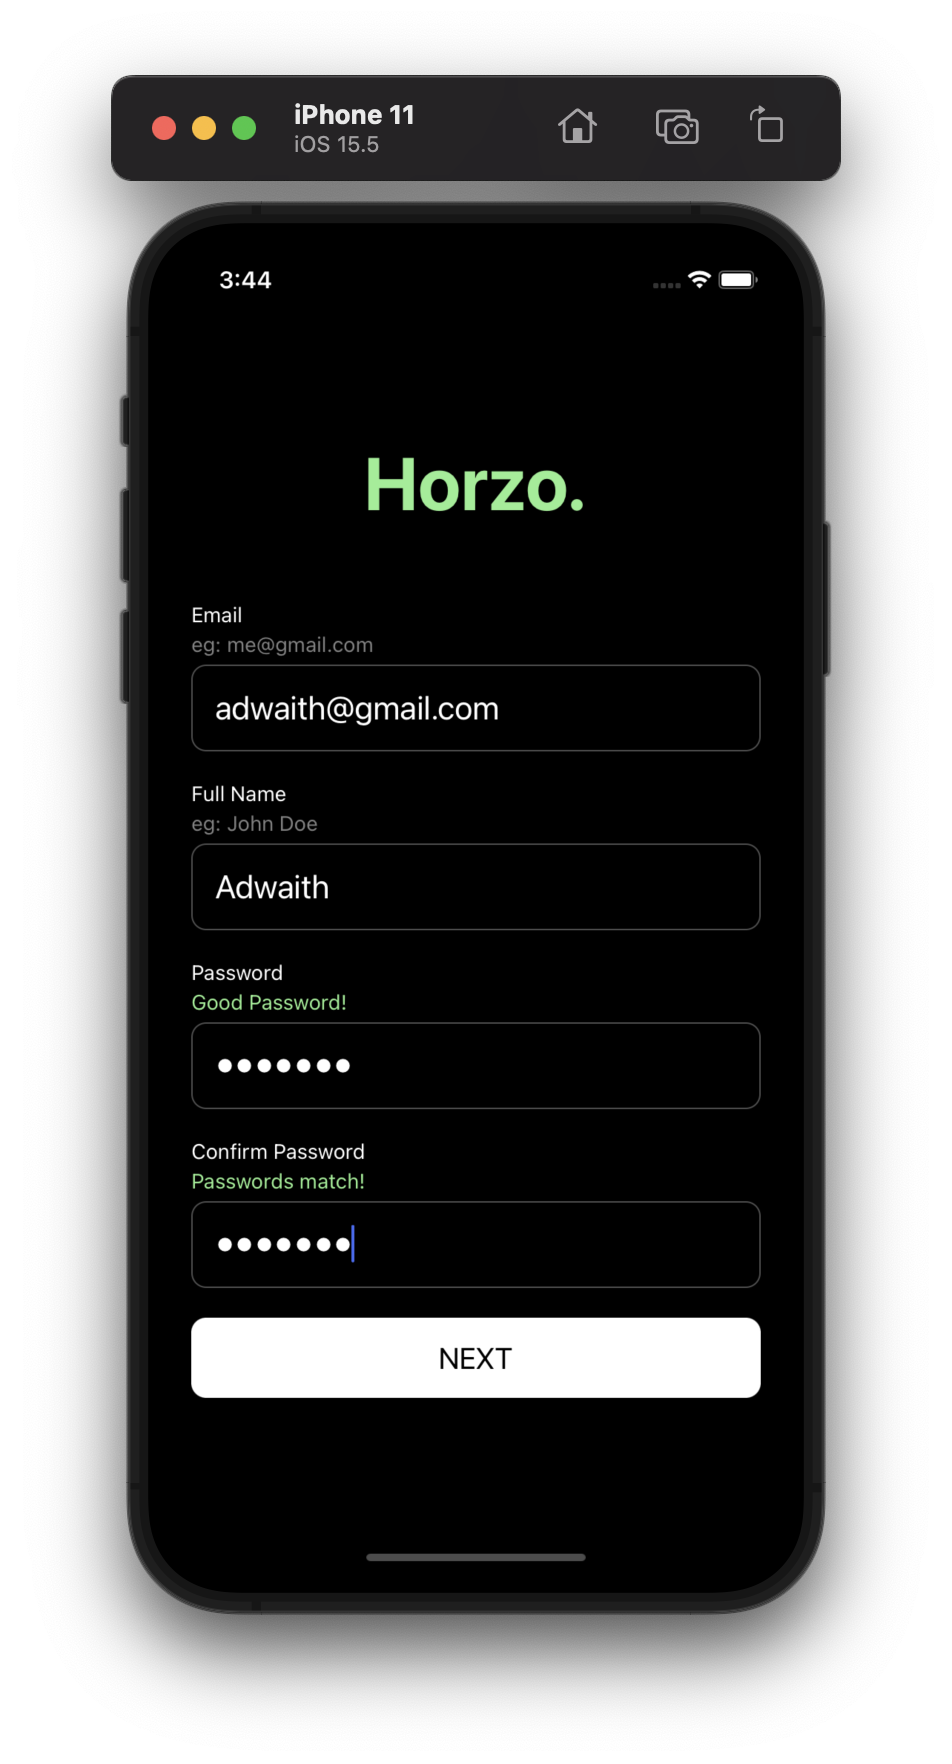 iPhone 11
iOS 15.5
3:44
Horzo.
Email
eg: me@gmail.com
adwaith@gmail.com
Full Name
eg: John Doe
Adwaith
Password
Good Password!
•••••••
Confirm Password
Passwords match!
•••••••
NEXT